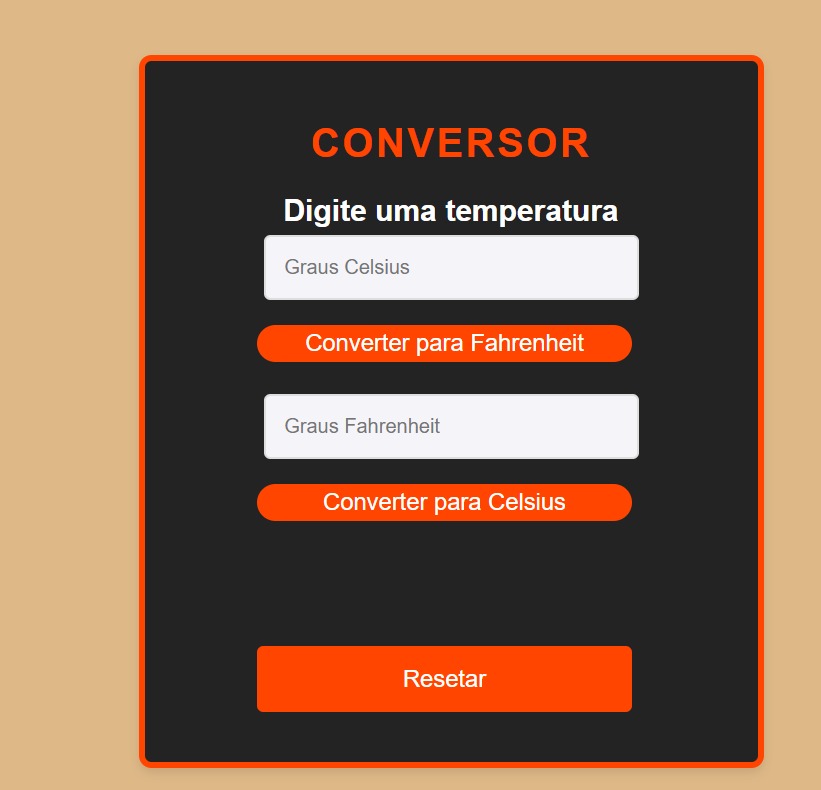 CONVERSOR
Digite uma temperatura
Graus Celsius
Converter para Fahrenheit
Graus Fahrenheit
Converter para Celsius
Resetar